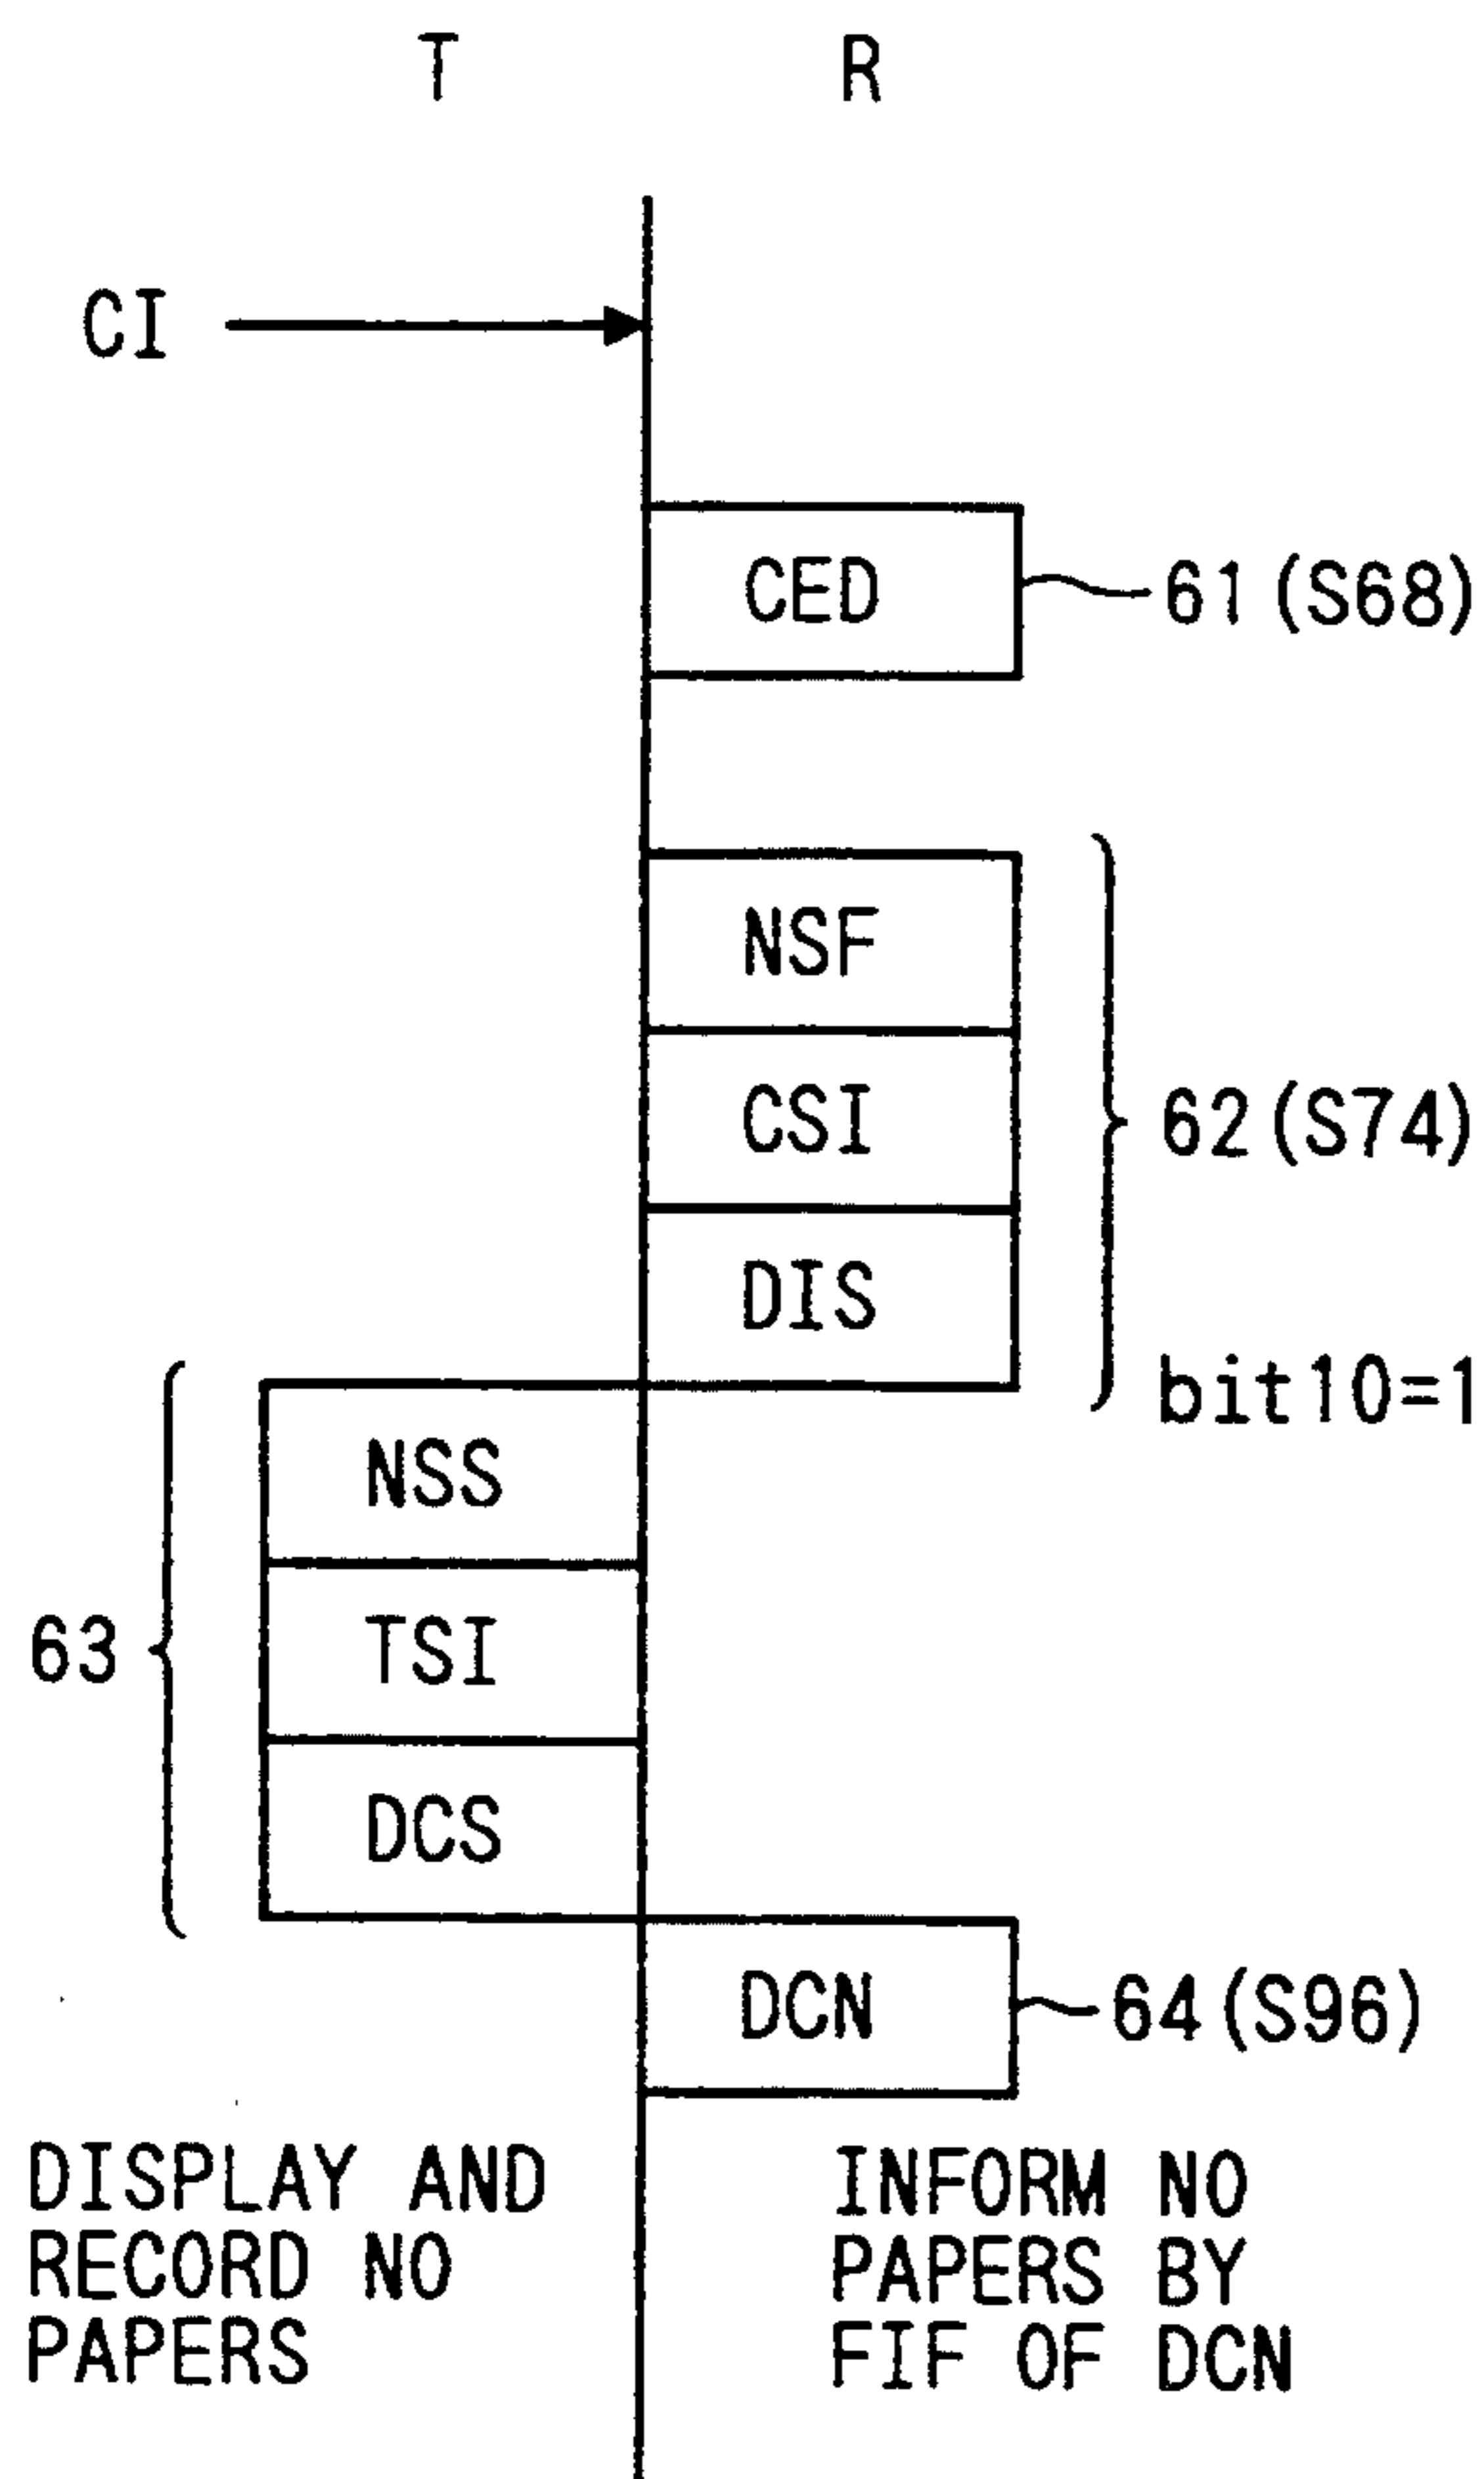 T R
CI
CED 61(S68)
NSF
CSI 62(S74)
DIS
bit10=1
NSS
63 TSI
DCS
DCN 64(S96)
DISPLAY AND
RECORD NO
PAPERS
INFORM NO
PAPERS BY
FIF OF DCN